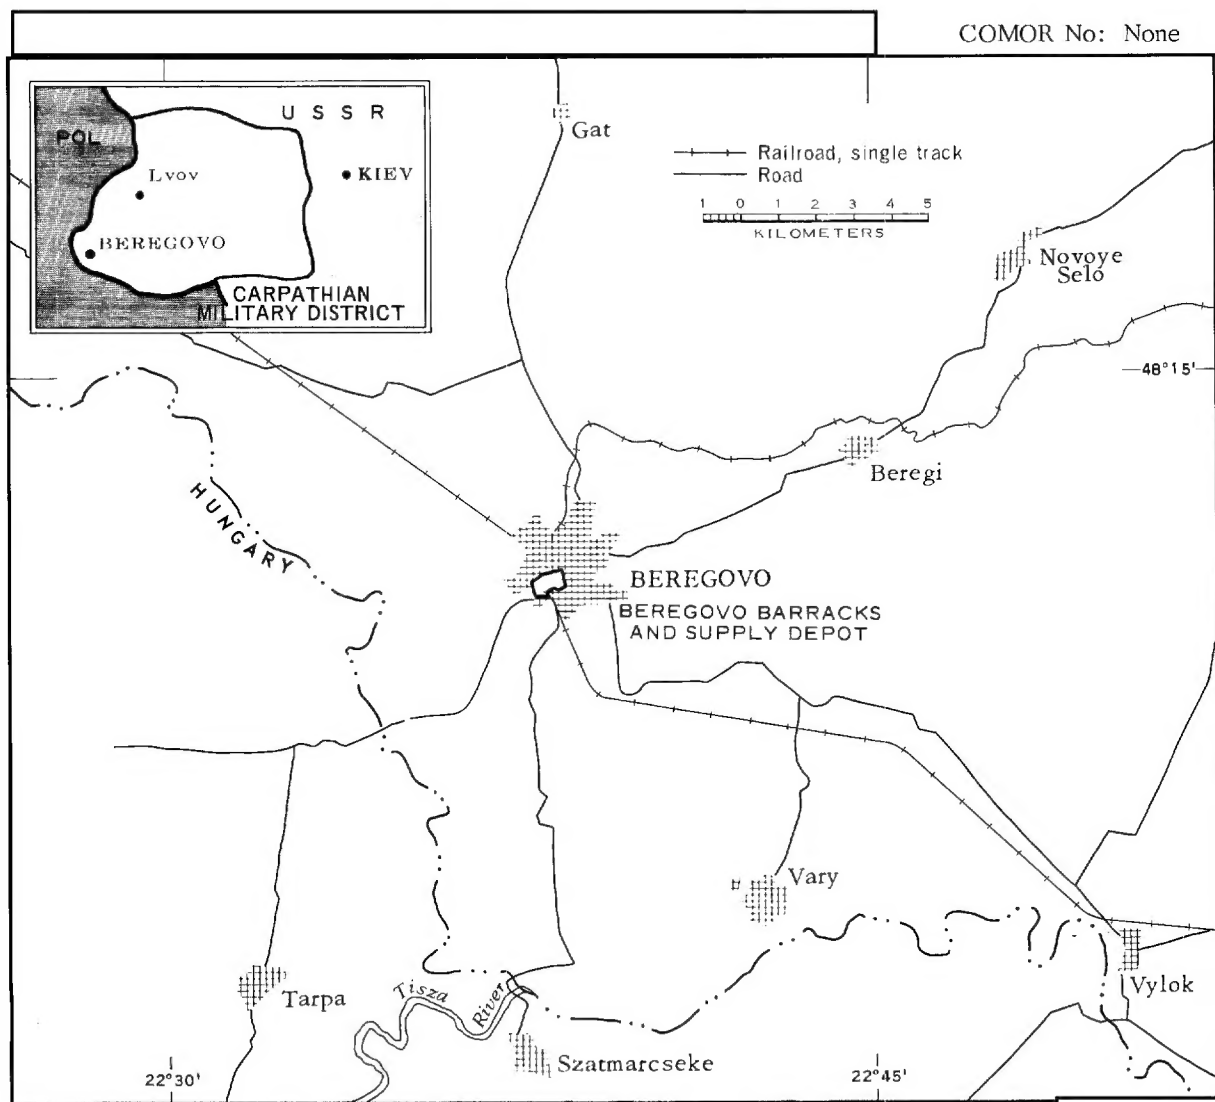 COMOR No: None
U S S R
POL
Lvov
KIEV
BEREGOVO
CARPATHIAN
MILITARY DISTRICT
Gat
Railroad, single track
Road
1 0 1 2 3 4 5
KILOMETERS
Novoye
Selo
48°15'
Beregi
HUNGARY
BEREGOVO
BEREGOVO BARRACKS
AND SUPPLY DEPOT
Vary
Tarpa
Tisza
River
Vylok
Szatmarcseke
22°30'
22°45'